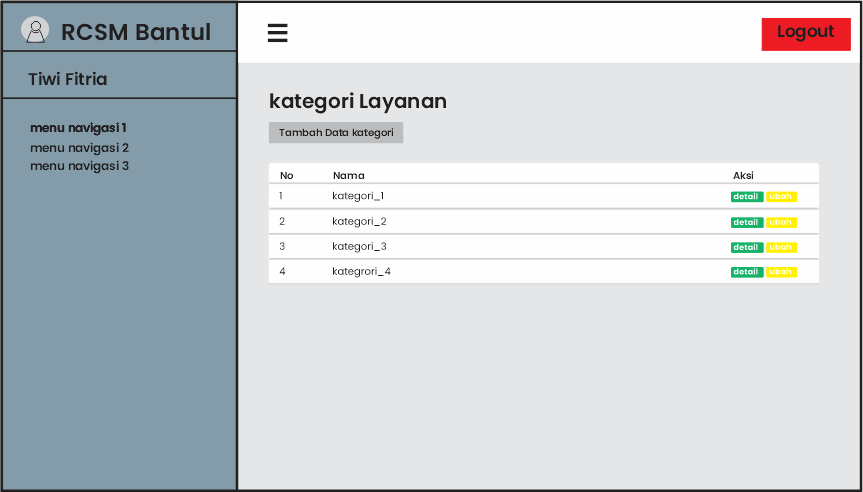 RCSM Bantul
Logout
Tiwi Fitria
menu navigasi 1
menu navigasi 2
menu navigasi 3
kategori Layanan
Tambah Data kategori
No Nama Aksi
1 kategori_1 detail ubah
2 kategori_2 detail ubah
3 kategori_3 detail ubah
4 kategrori_4 detail ubah